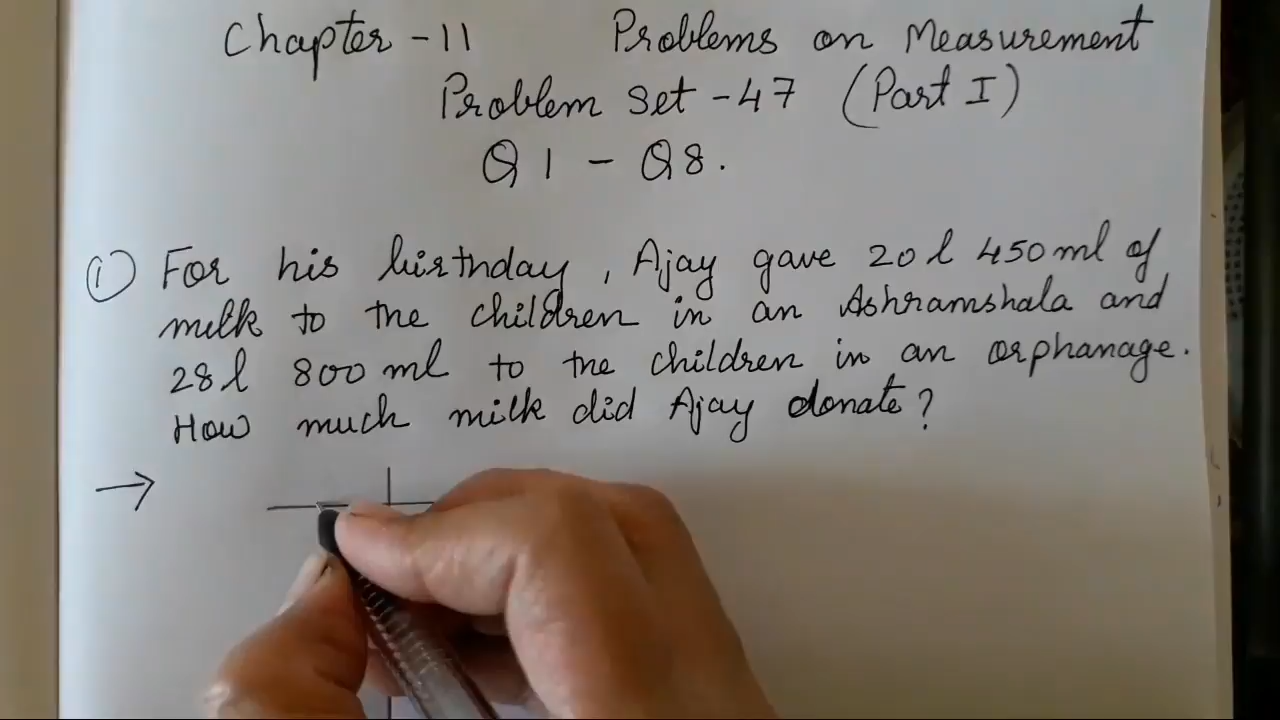 Chapter - 11 Problems on Measurement
Problem Set - 47 (Part I)
Q1 - Q8.
① For his birthday, Ajay gave 20 l 450 ml of
milk to the children in an Ashramshala and
28 l 800 ml to the children in an orphanage.
How much milk did Ajay donate?
→